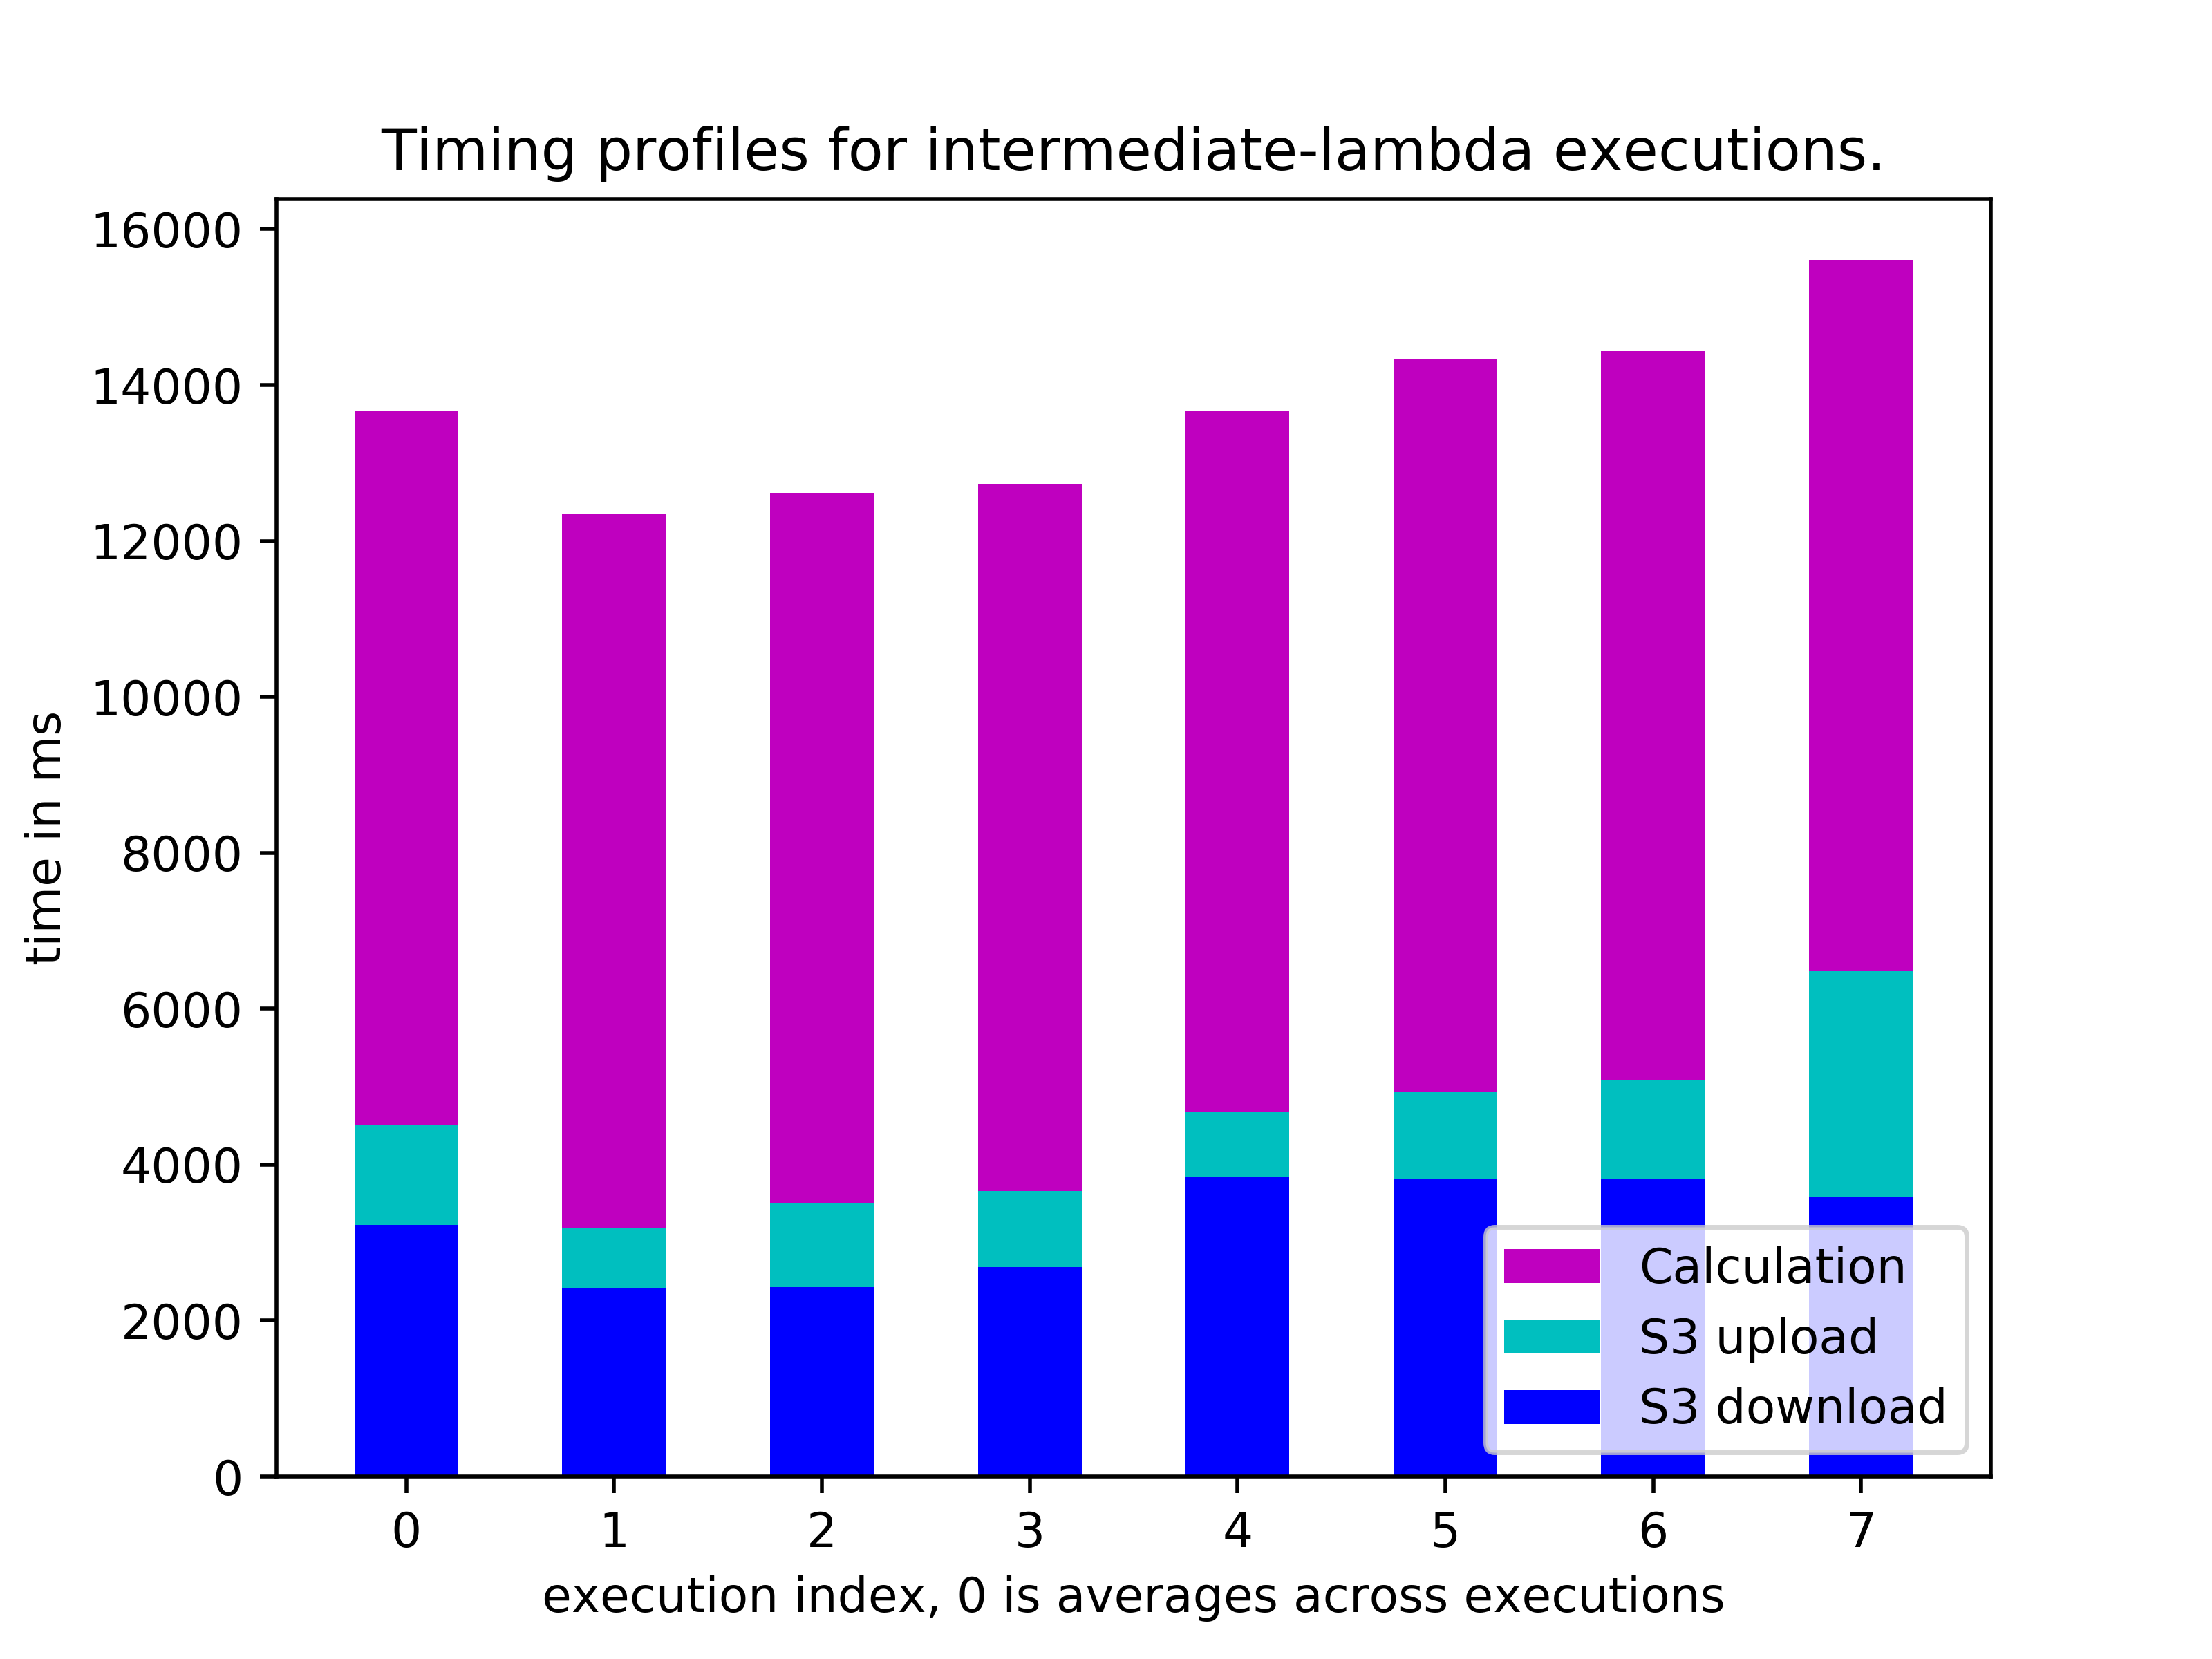 Timing profiles for intermediate-lambda executions.
16000
14000
12000
10000
8000
6000
4000
2000
0
time in ms
Calculation
S3 upload
S3 download
0 1 2 3 4 5 6 7
execution index, 0 is averages across executions